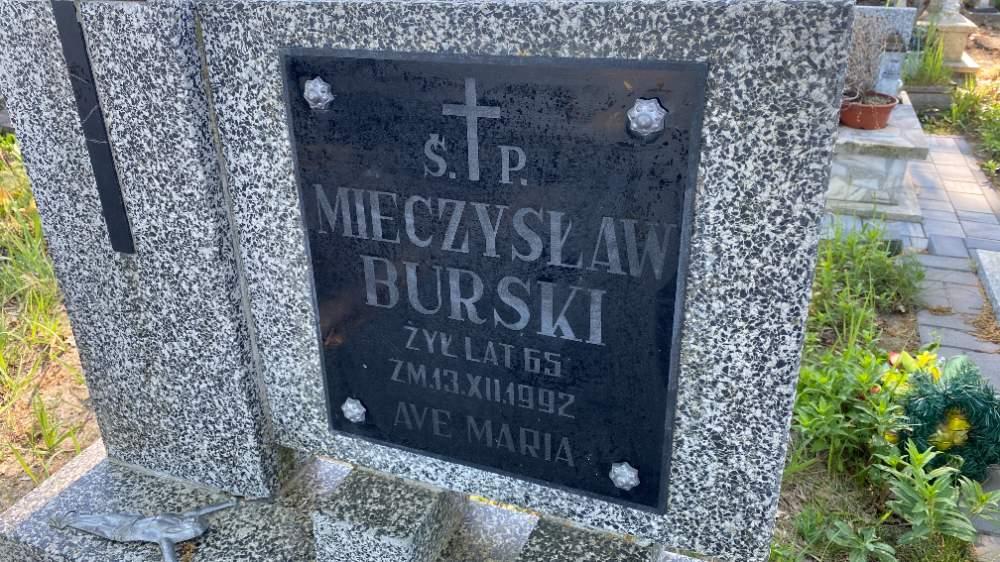 Ś. P.
MIECZYSŁAW
BURSKI
ŻYŁ LAT 65
ZM.13.XII.1992
AVE MARIA